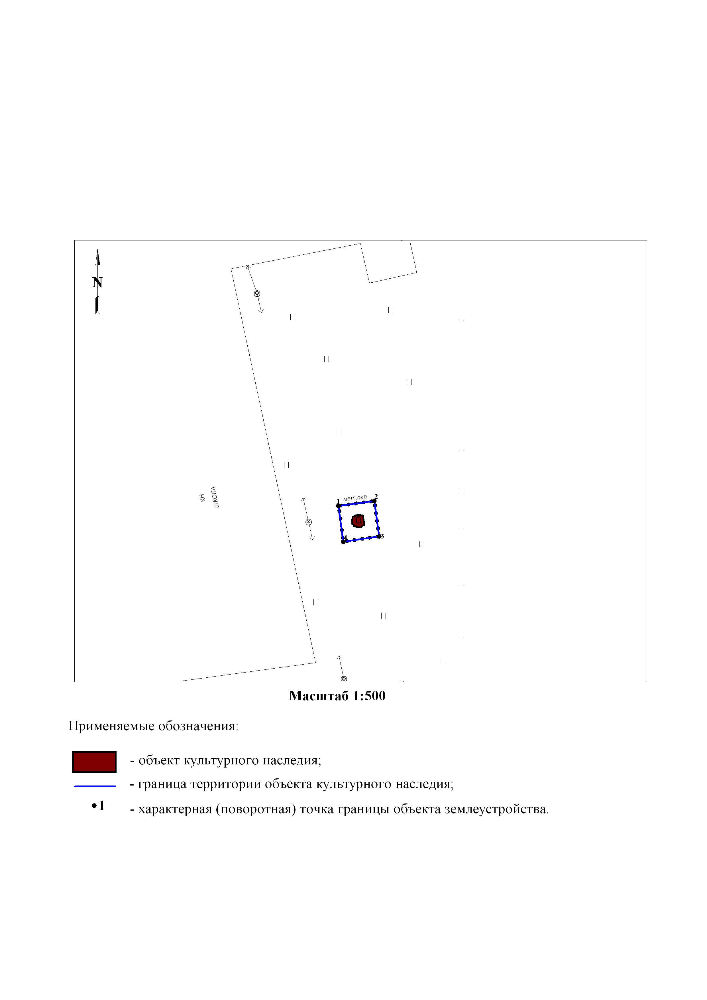 N
КН
ШКОЛА
мет.огр
1
2
3
4
Масштаб 1:500
Применяемые обозначения:
- объект культурного наследия;
- граница территории объекта культурного наследия;
1 - характерная (поворотная) точка границы объекта землеустройства.